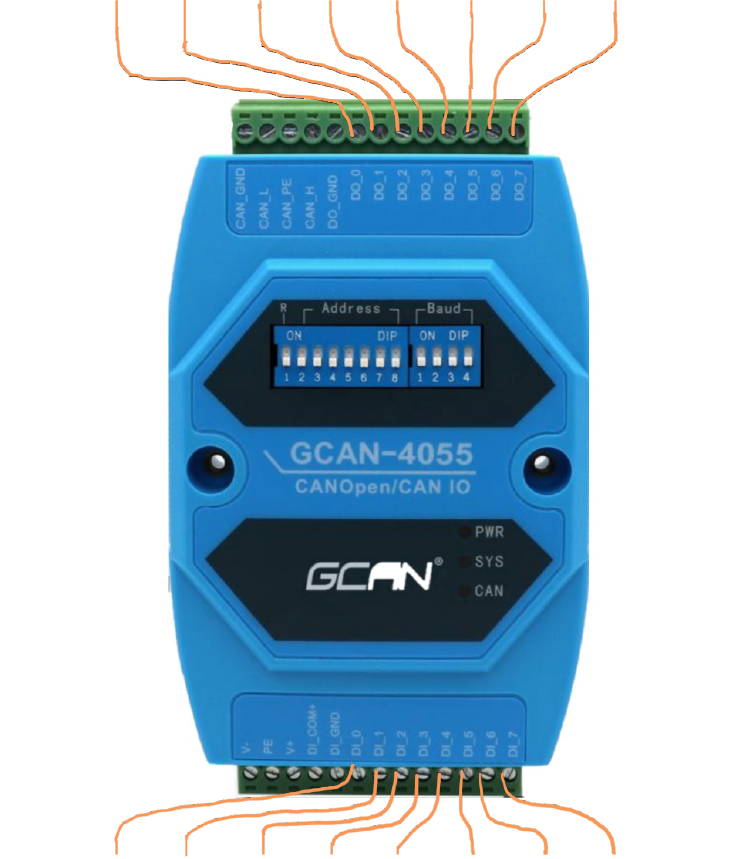 CAN_GND CAN_L CAN_PE CAN_H DO_GND DO_0 DO_1 DO_2 DO_3 DO_4 DO_5 DO_6 DO_7
R Address Baud
ON DIP ON DIP
1 2 3 4 5 6 7 8 1 2 3 4
GCAN-4055
CANOpen/CAN IO
PWR
SYS
GCAN®
CAN
V- PE V+ DI_COM+ DI_GND DI_0 DI_1 DI_2 DI_3 DI_4 DI_5 DI_6 DI_7